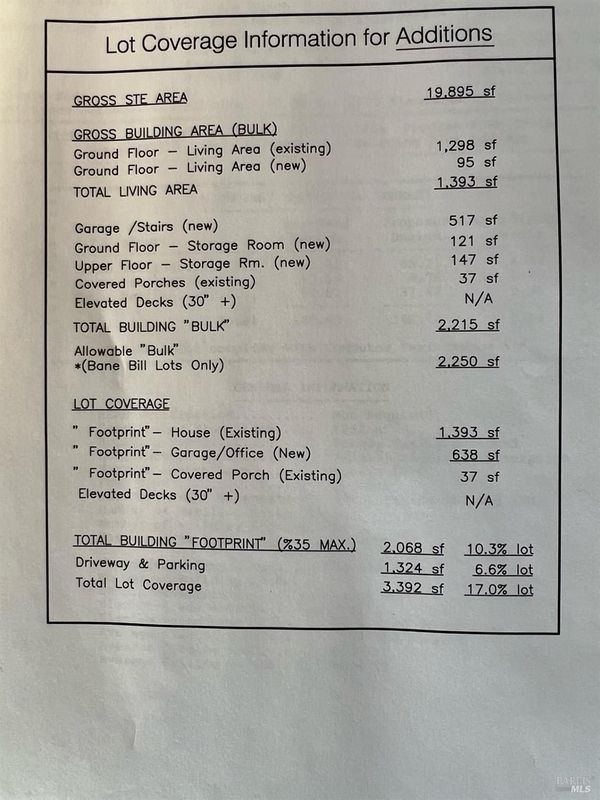 Lot Coverage Information for Additions
GROSS STE AREA 19,895 sf
GROSS BUILDING AREA (BULK)
Ground Floor – Living Area (existing) 1,298 sf
Ground Floor – Living Area (new) 95 sf
TOTAL LIVING AREA 1,393 sf
Garage /Stairs (new) 517 sf
Ground Floor – Storage Room (new) 121 sf
Upper Floor – Storage Rm. (new) 147 sf
Covered Porches (existing) 37 sf
Elevated Decks (30" +) N/A
TOTAL BUILDING "BULK" 2,215 sf
Allowable "Bulk"
*(Bane Bill Lots Only) 2,250 sf
LOT COVERAGE
" Footprint"– House (Existing) 1,393 sf
" Footprint"– Garage/Office (New) 638 sf
" Footprint"– Covered Porch (Existing) 37 sf
Elevated Decks (30" +) N/A
TOTAL BUILDING "FOOTPRINT" (%35 MAX.) 2,068 sf 10.3% lot
Driveway & Parking 1,324 sf 6.6% lot
Total Lot Coverage 3,392 sf 17.0% lot
BAREIS
MLS